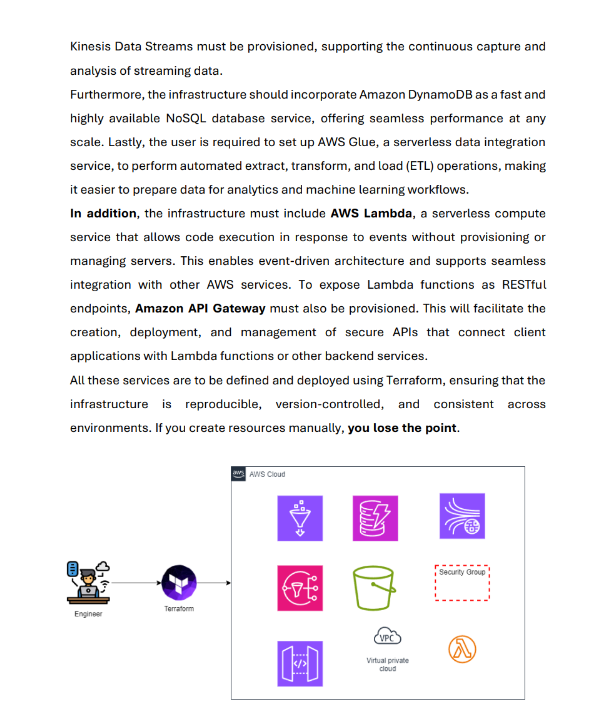 Kinesis Data Streams must be provisioned, supporting the continuous capture and
analysis of streaming data.
Furthermore, the infrastructure should incorporate Amazon DynamoDB as a fast and
highly available NoSQL database service, offering seamless performance at any
scale. Lastly, the user is required to set up AWS Glue, a serverless data integration
service, to perform automated extract, transform, and load (ETL) operations, making
it easier to prepare data for analytics and machine learning workflows.
In addition, the infrastructure must include AWS Lambda, a serverless compute
service that allows code execution in response to events without provisioning or
managing servers. This enables event-driven architecture and supports seamless
integration with other AWS services. To expose Lambda functions as RESTful
endpoints, Amazon API Gateway must also be provisioned. This will facilitate the
creation, deployment, and management of secure APIs that connect client
applications with Lambda functions or other backend services.
All these services are to be defined and deployed using Terraform, ensuring that the
infrastructure is reproducible, version-controlled, and consistent across
environments. If you create resources manually, you lose the point.
aws AWS Cloud
Security Group
Engineer
Terraform
</>
VPC
Virtual private
cloud